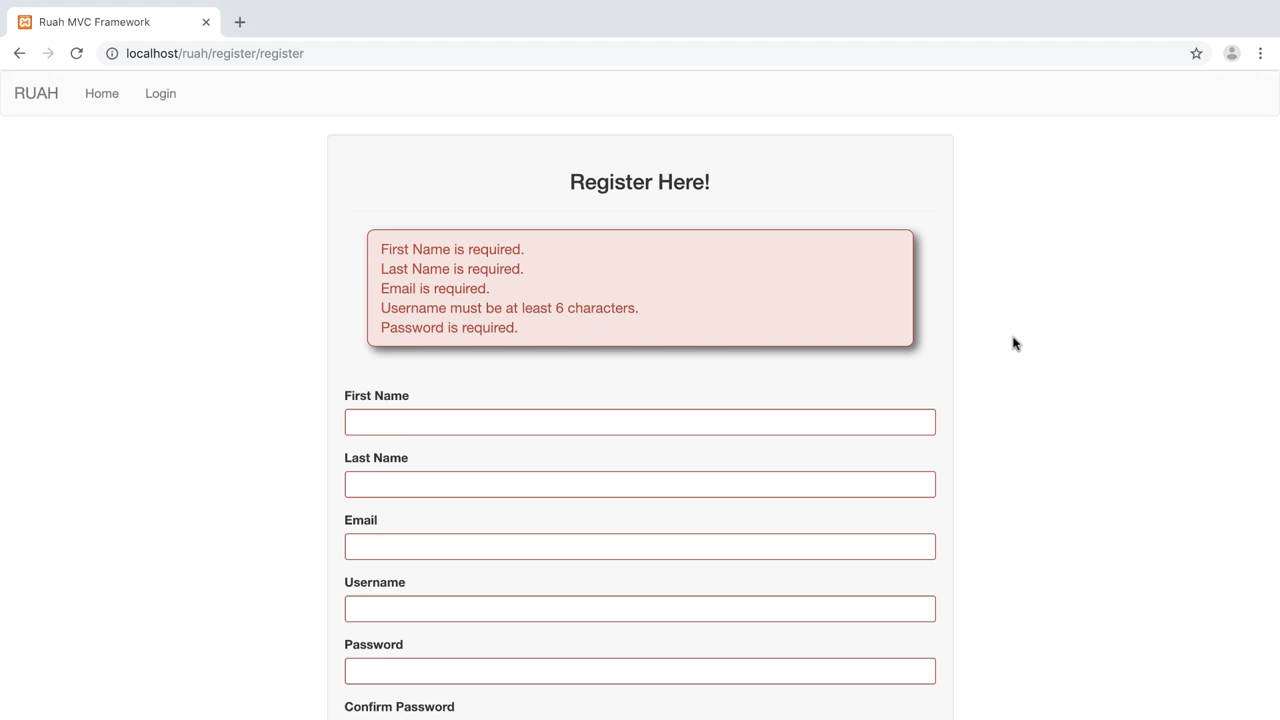 Ruah MVC Framework
localhost/ruah/register/register
RUAH Home Login
Register Here!
First Name is required.
Last Name is required.
Email is required.
Username must be at least 6 characters.
Password is required.
First Name
Last Name
Email
Username
Password
Confirm Password